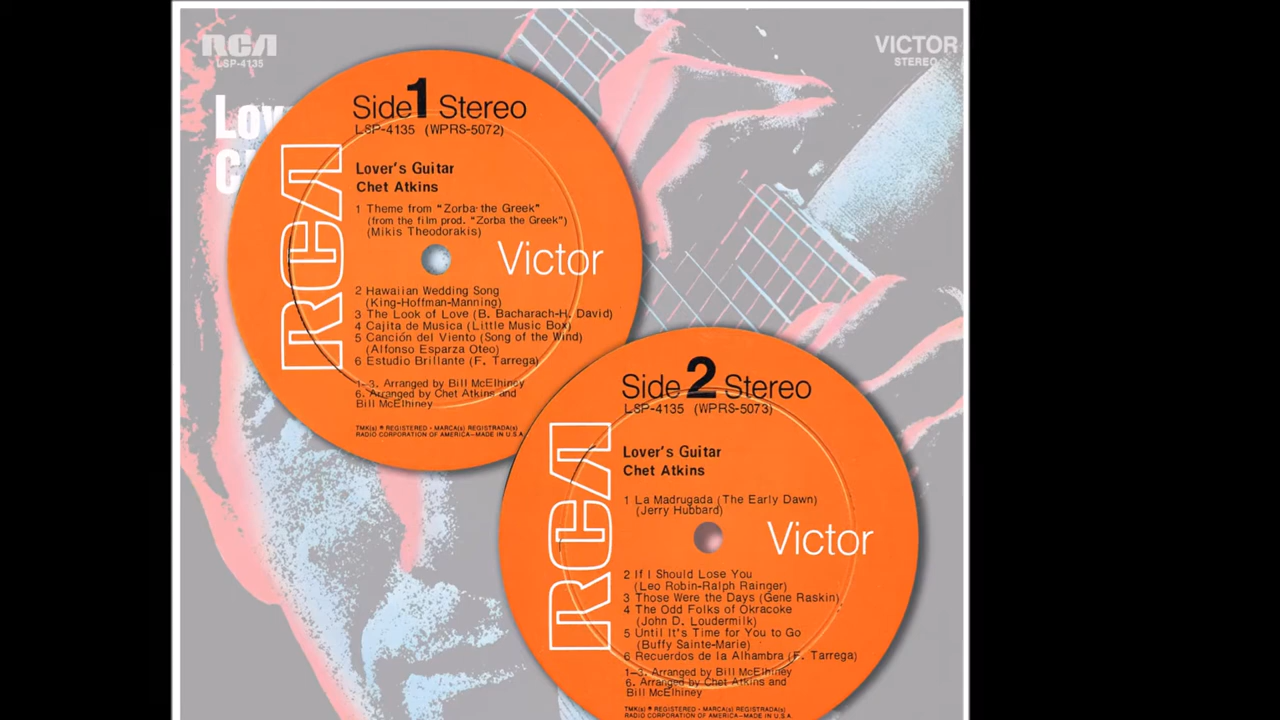 RCA
LSP-4135
VICTOR
STEREO
Side 1 Stereo
LSP-4135 (WPRS-5072)
RCA
Lover's Guitar
Chet Atkins
1 Theme from "Zorba the Greek"
(from the film prod. "Zorba the Greek")
(Mikis Theodorakis)
Victor
2 Hawaiian Wedding Song
(King-Hoffman-Manning)
3 The Look of Love (B. Bacharach-H. David)
4 Cajita de Musica (Little Music Box)
5 Canción del Viento (Song of the Wind)
(Alfonso Esparza Oteo)
6 Estudio Brillante (F. Tarrega)
1-3. Arranged by Bill McElhiney
6. Arranged by Chet Atkins and
Bill McElhiney
TMK(s) ® REGISTERED • MARCA(s) REGISTRADA(s)
RADIO CORPORATION OF AMERICA—MADE IN U.S.A.
Side 2 Stereo
LSP-4135 (WPRS-5073)
RCA
Lover's Guitar
Chet Atkins
1 La Madrugada (The Early Dawn)
(Jerry Hubbard)
Victor
2 If I Should Lose You
(Leo Robin-Ralph Rainger)
3 Those Were the Days (Gene Raskin)
4 The Odd Folks of Okracoke
(John D. Loudermilk)
5 Until It's Time for You to Go
(Buffy Sainte-Marie)
6 Recuerdos de la Alhambra (F. Tarrega)
1-3. Arranged by Bill McElhiney
6. Arranged by Chet Atkins and
Bill McElhiney
TMK(s) ® REGISTERED • MARCA(s) REGISTRADA(s)
RADIO CORPORATION OF AMERICA—MADE IN U.S.A.